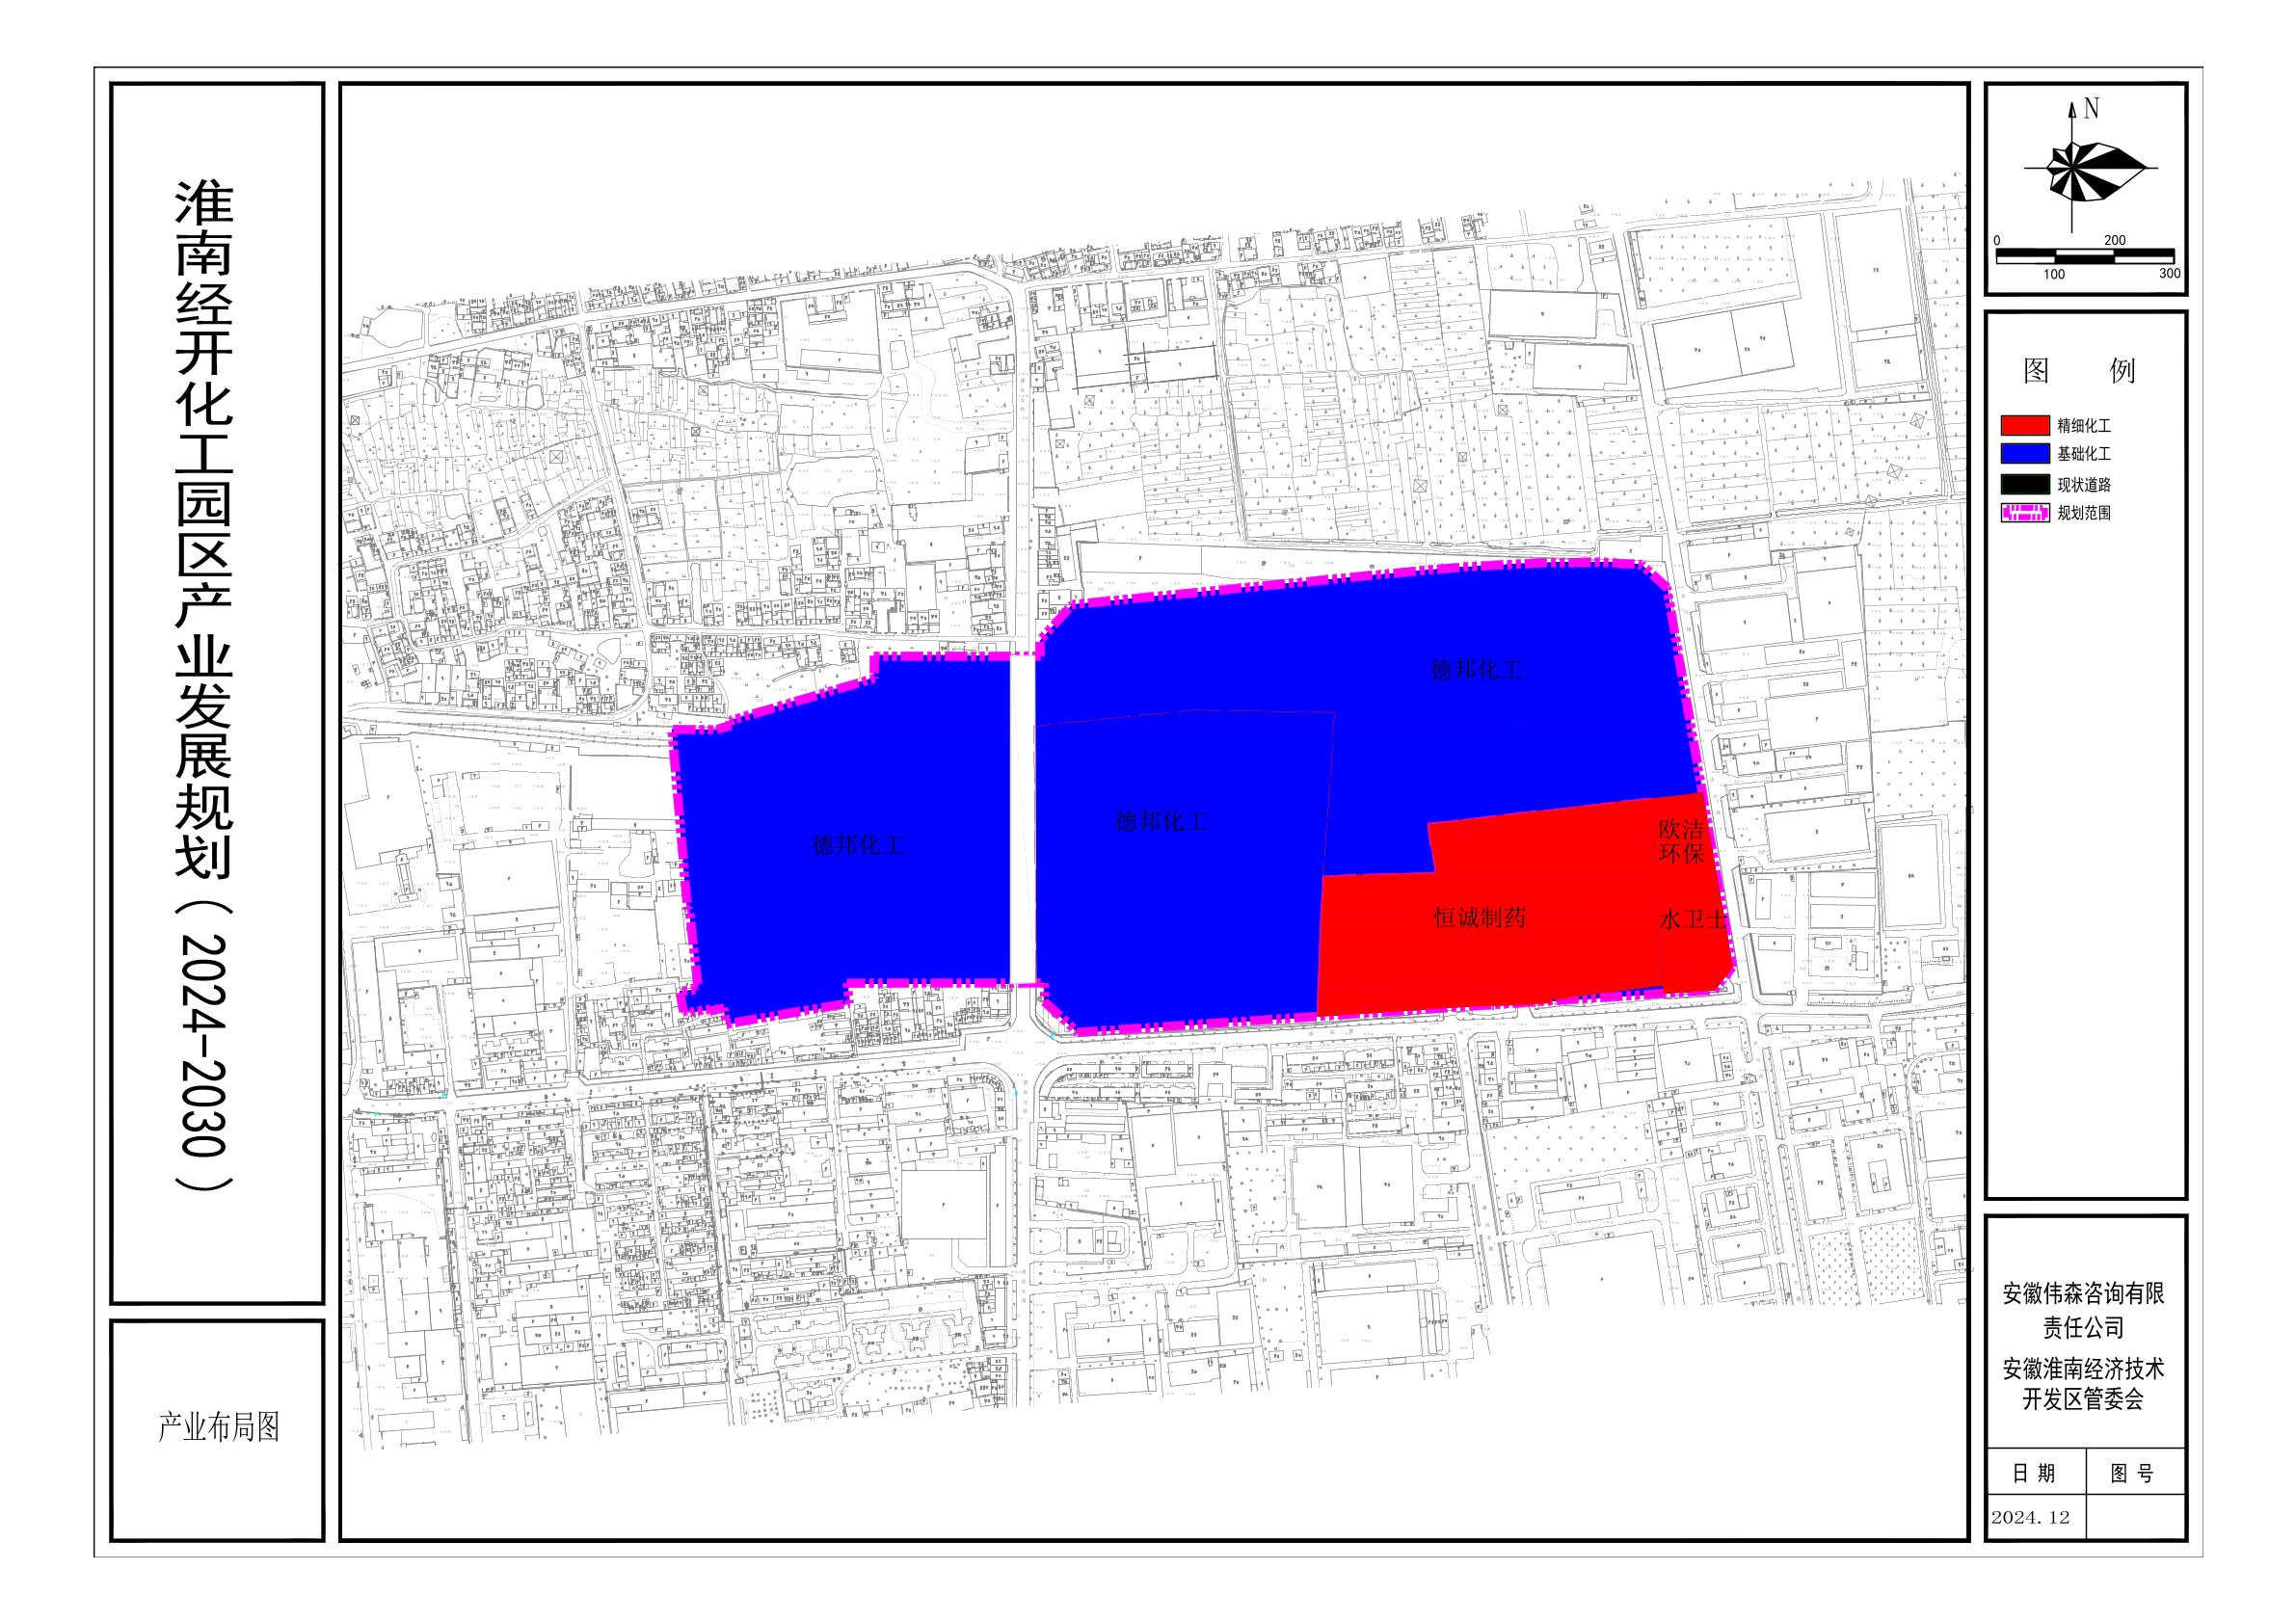 淮南经开化工园区产业发展规划（2024-2030）
产业布局图
德邦化工
德邦化工
德邦化工
欧洁
环保
恒诚制药
水卫士
N
0
200
100
300
图 例
精细化工
基础化工
现状道路
规划范围
安徽伟森咨询有限
责任公司
安徽淮南经济技术
开发区管委会
日 期
图 号
2024.12